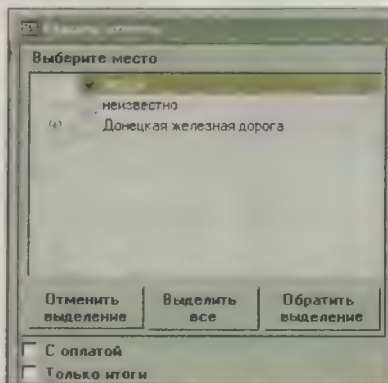 Выберите место
неизвестно
Донецкая железная дорога
Отменить
выделение
Выделить
все
Обратить
выделение
С оплатой
Только итоги